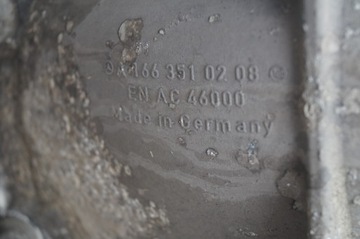 A 166 351 02 08
EN AC 46000
Made in Germany